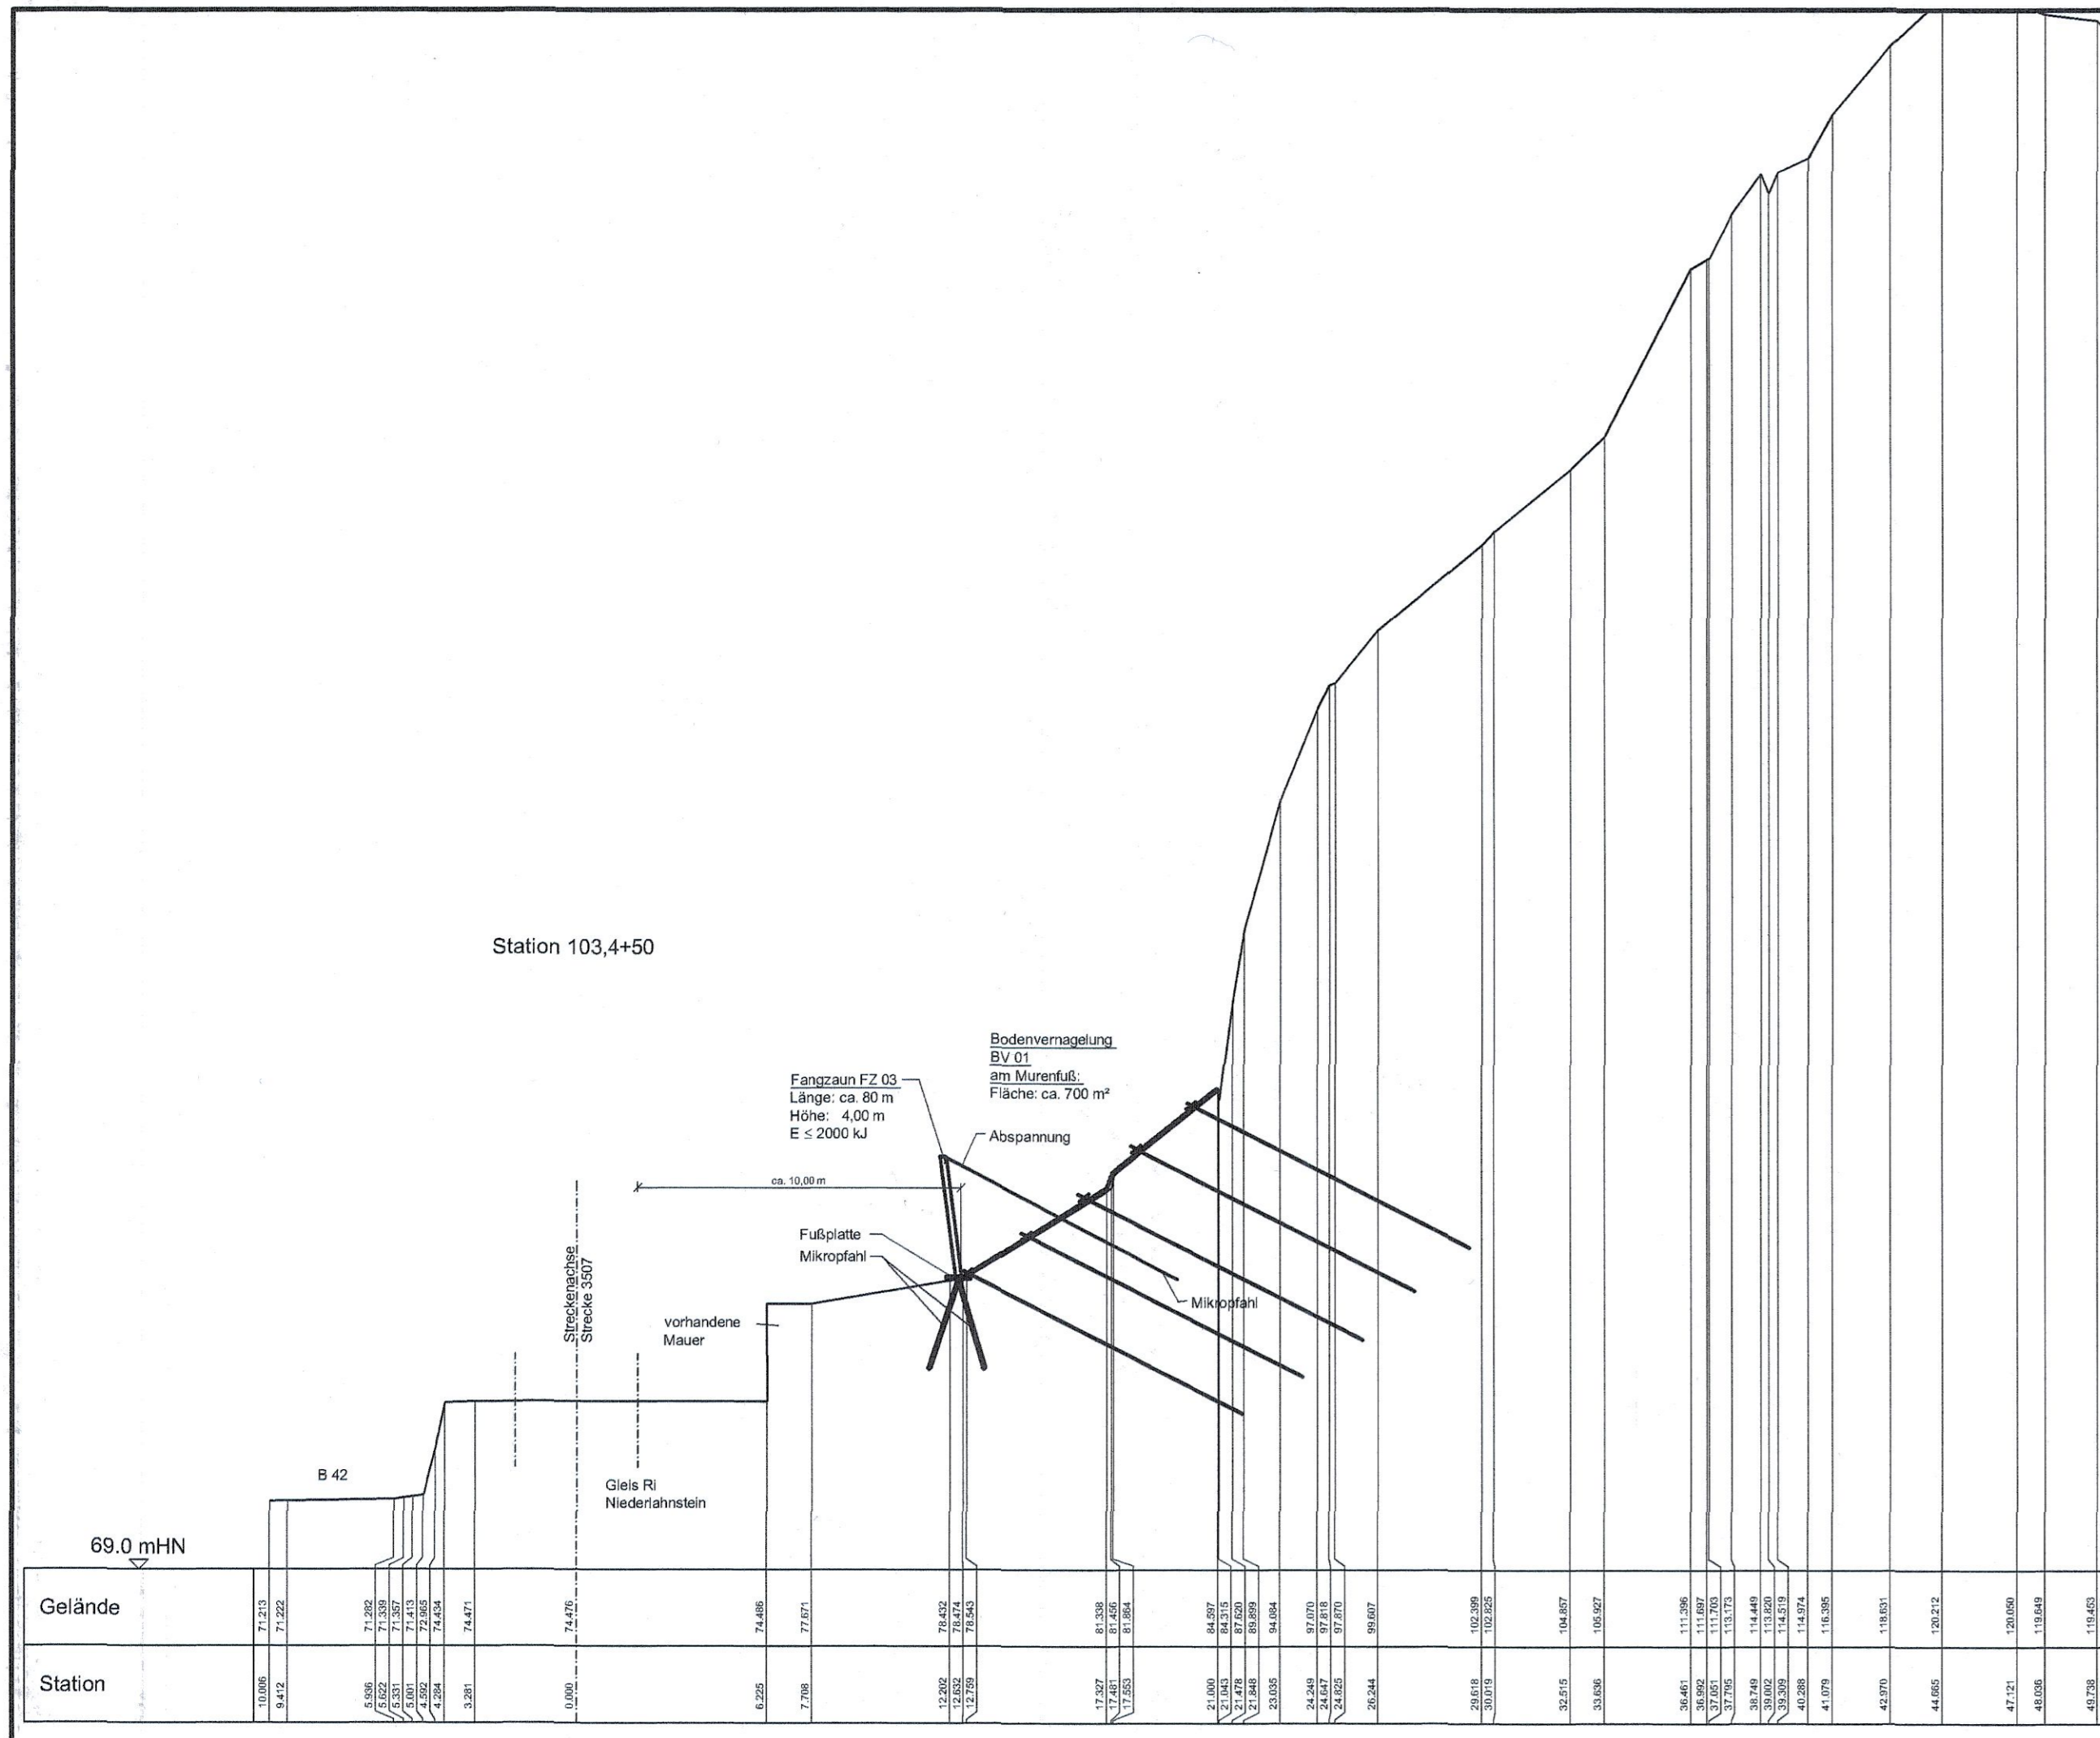 Station 103,4+50
Bodenvernagelung
BV 01
am Murenfuß:
Fläche: ca. 700 m²
Fangzaun FZ 03
Länge: ca. 80 m
Höhe: 4,00 m
E ≤ 2000 kJ
Abspannung
ca. 10,00 m
Fußplatte
Mikropfahl
Streckenachse
Strecke 3507
Mikropfahl
vorhandene
Mauer
B 42
Gleis Ri
Niederlahnstein
69.0 mHN
Gelände
71.213 71.222 71.282 71.339 71.357 71.413 72.965 74.434 74.471 74.476 74.486 77.671 78.432 78.474 78.543 81.338 81.456 81.864 84.597 84.315 87.620 89.899 94.084 97.070 97.818 97.870 99.607 102.399 102.825 104.857 105.927 111.396 111.697 111.703 113.173 114.449 113.820 114.519 114.974 116.395 118.631 120.212 120.050 119.649 119.453
Station
10.006 9.412 5.936 5.622 5.331 5.001 4.592 4.284 3.281 0.000 6.225 7.708 12.202 12.632 12.759 17.327 17.481 17.553 21.000 21.043 21.478 21.848 23.035 24.249 24.647 24.825 26.244 29.618 30.019 32.515 33.636 36.461 36.992 37.051 37.795 38.749 39.002 39.309 40.288 41.079 42.970 44.665 47.121 48.036 49.738